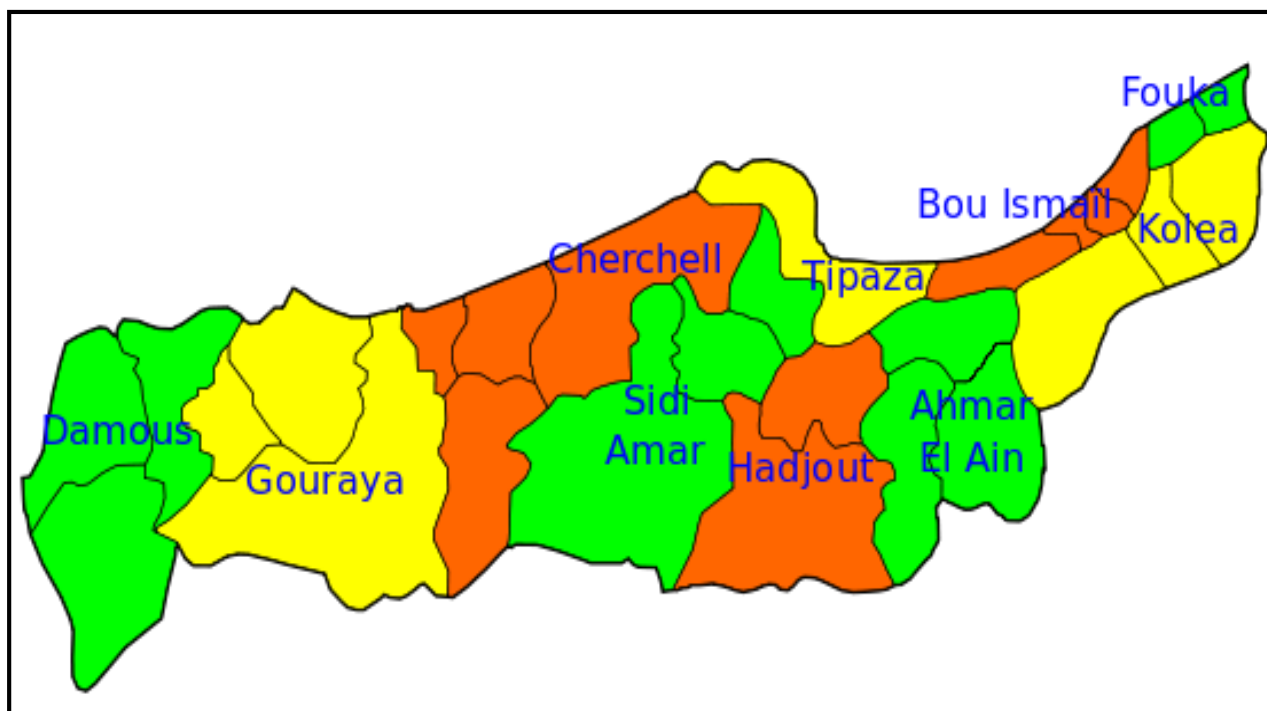 Fouka
Bou Ismaïl
Kolea
Cherchell
Tipaza
Sidi
Amar
Ahmar
El Ain
Damous
Hadjout
Gouraya